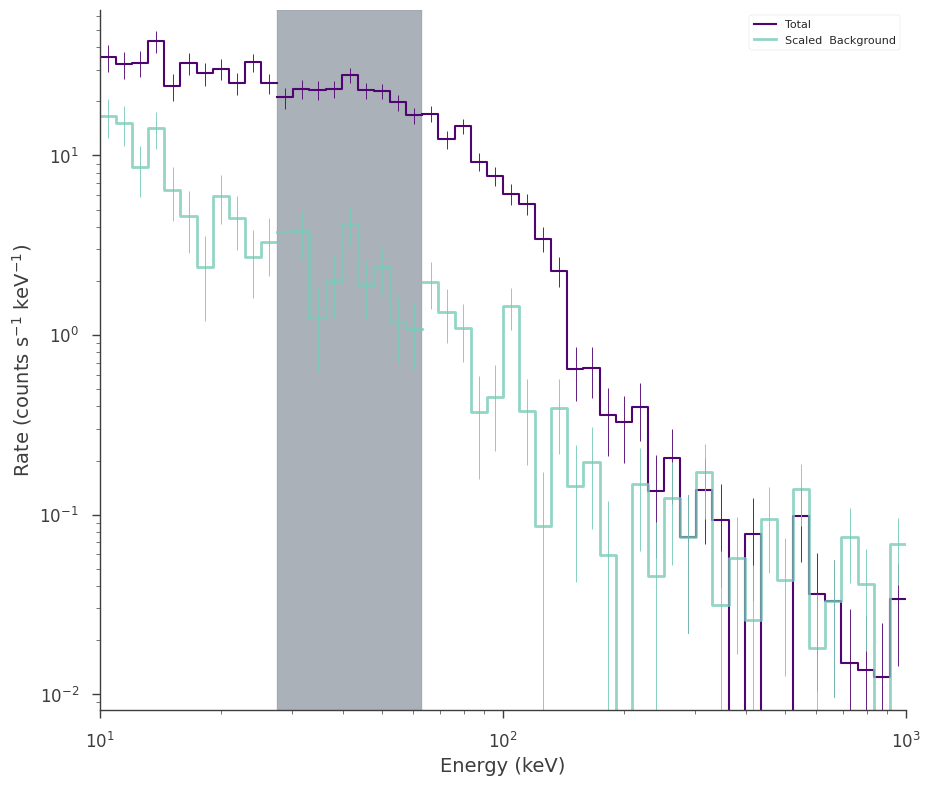 Total
Scaled  Background
Rate (counts s⁻¹ keV⁻¹)
10¹
10⁰
10⁻¹
10⁻²
10¹ 10² 10³
Energy (keV)